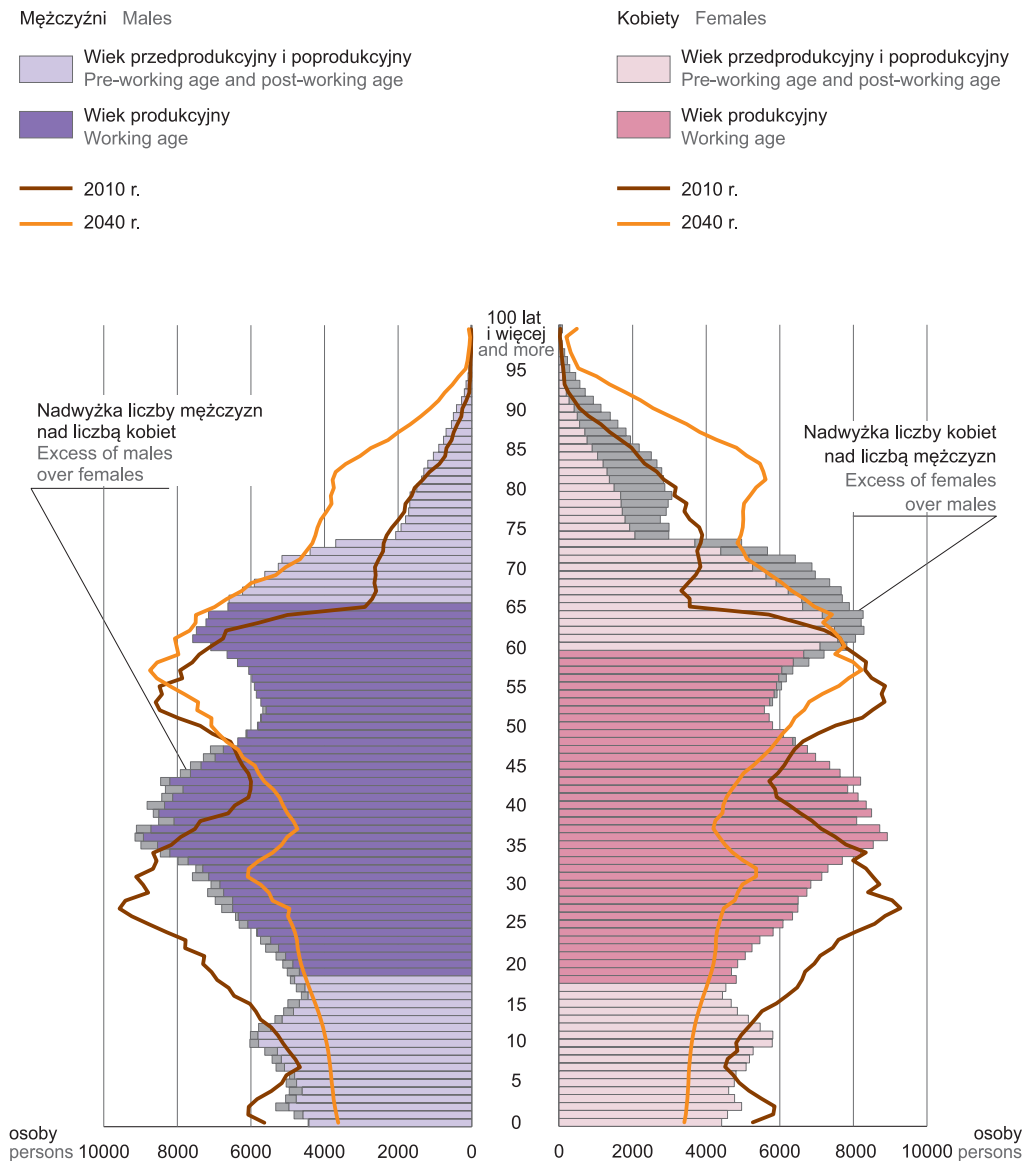 Mężczyźni Males
Wiek przedprodukcyjny i poprodukcyjny
Pre-working age and post-working age
Wiek produkcyjny
Working age
2010 r.
2040 r.
Kobiety Females
Wiek przedprodukcyjny i poprodukcyjny
Pre-working age and post-working age
Wiek produkcyjny
Working age
2010 r.
2040 r.
100 lat
i więcej
and more
95
90
85
80
75
70
65
60
55
50
45
40
35
30
25
20
15
10
5
0
Nadwyżka liczby mężczyzn
nad liczbą kobiet
Excess of males
over females
Nadwyżka liczby kobiet
nad liczbą mężczyzn
Excess of females
over males
osoby
persons 10000 8000 6000 4000 2000 0
0 2000 4000 6000 8000 10000
osoby
persons